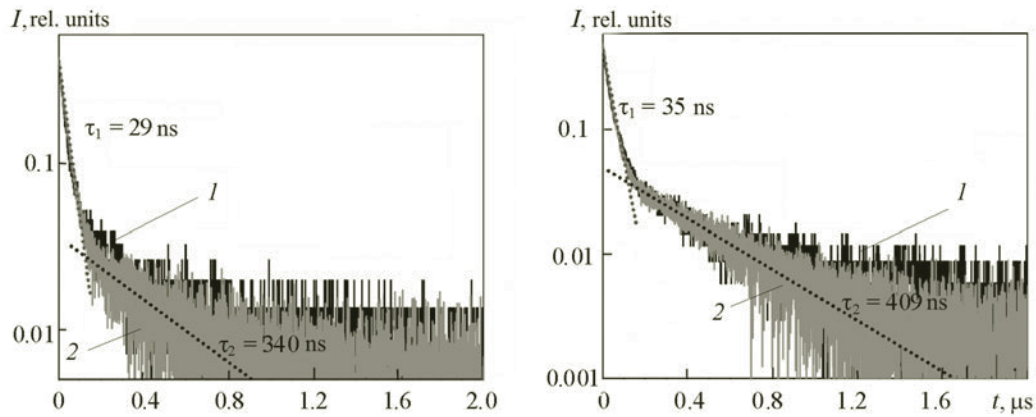 I, rel. units
τ1 = 29 ns
0.1
1
0.01
2
τ2 = 340 ns
0 0.4 0.8 1.2 1.6 2.0
I, rel. units
τ1 = 35 ns
0.1
1
0.01
2
τ2 = 409 ns
0.001
0 0.4 0.8 1.2 1.6 t, μs